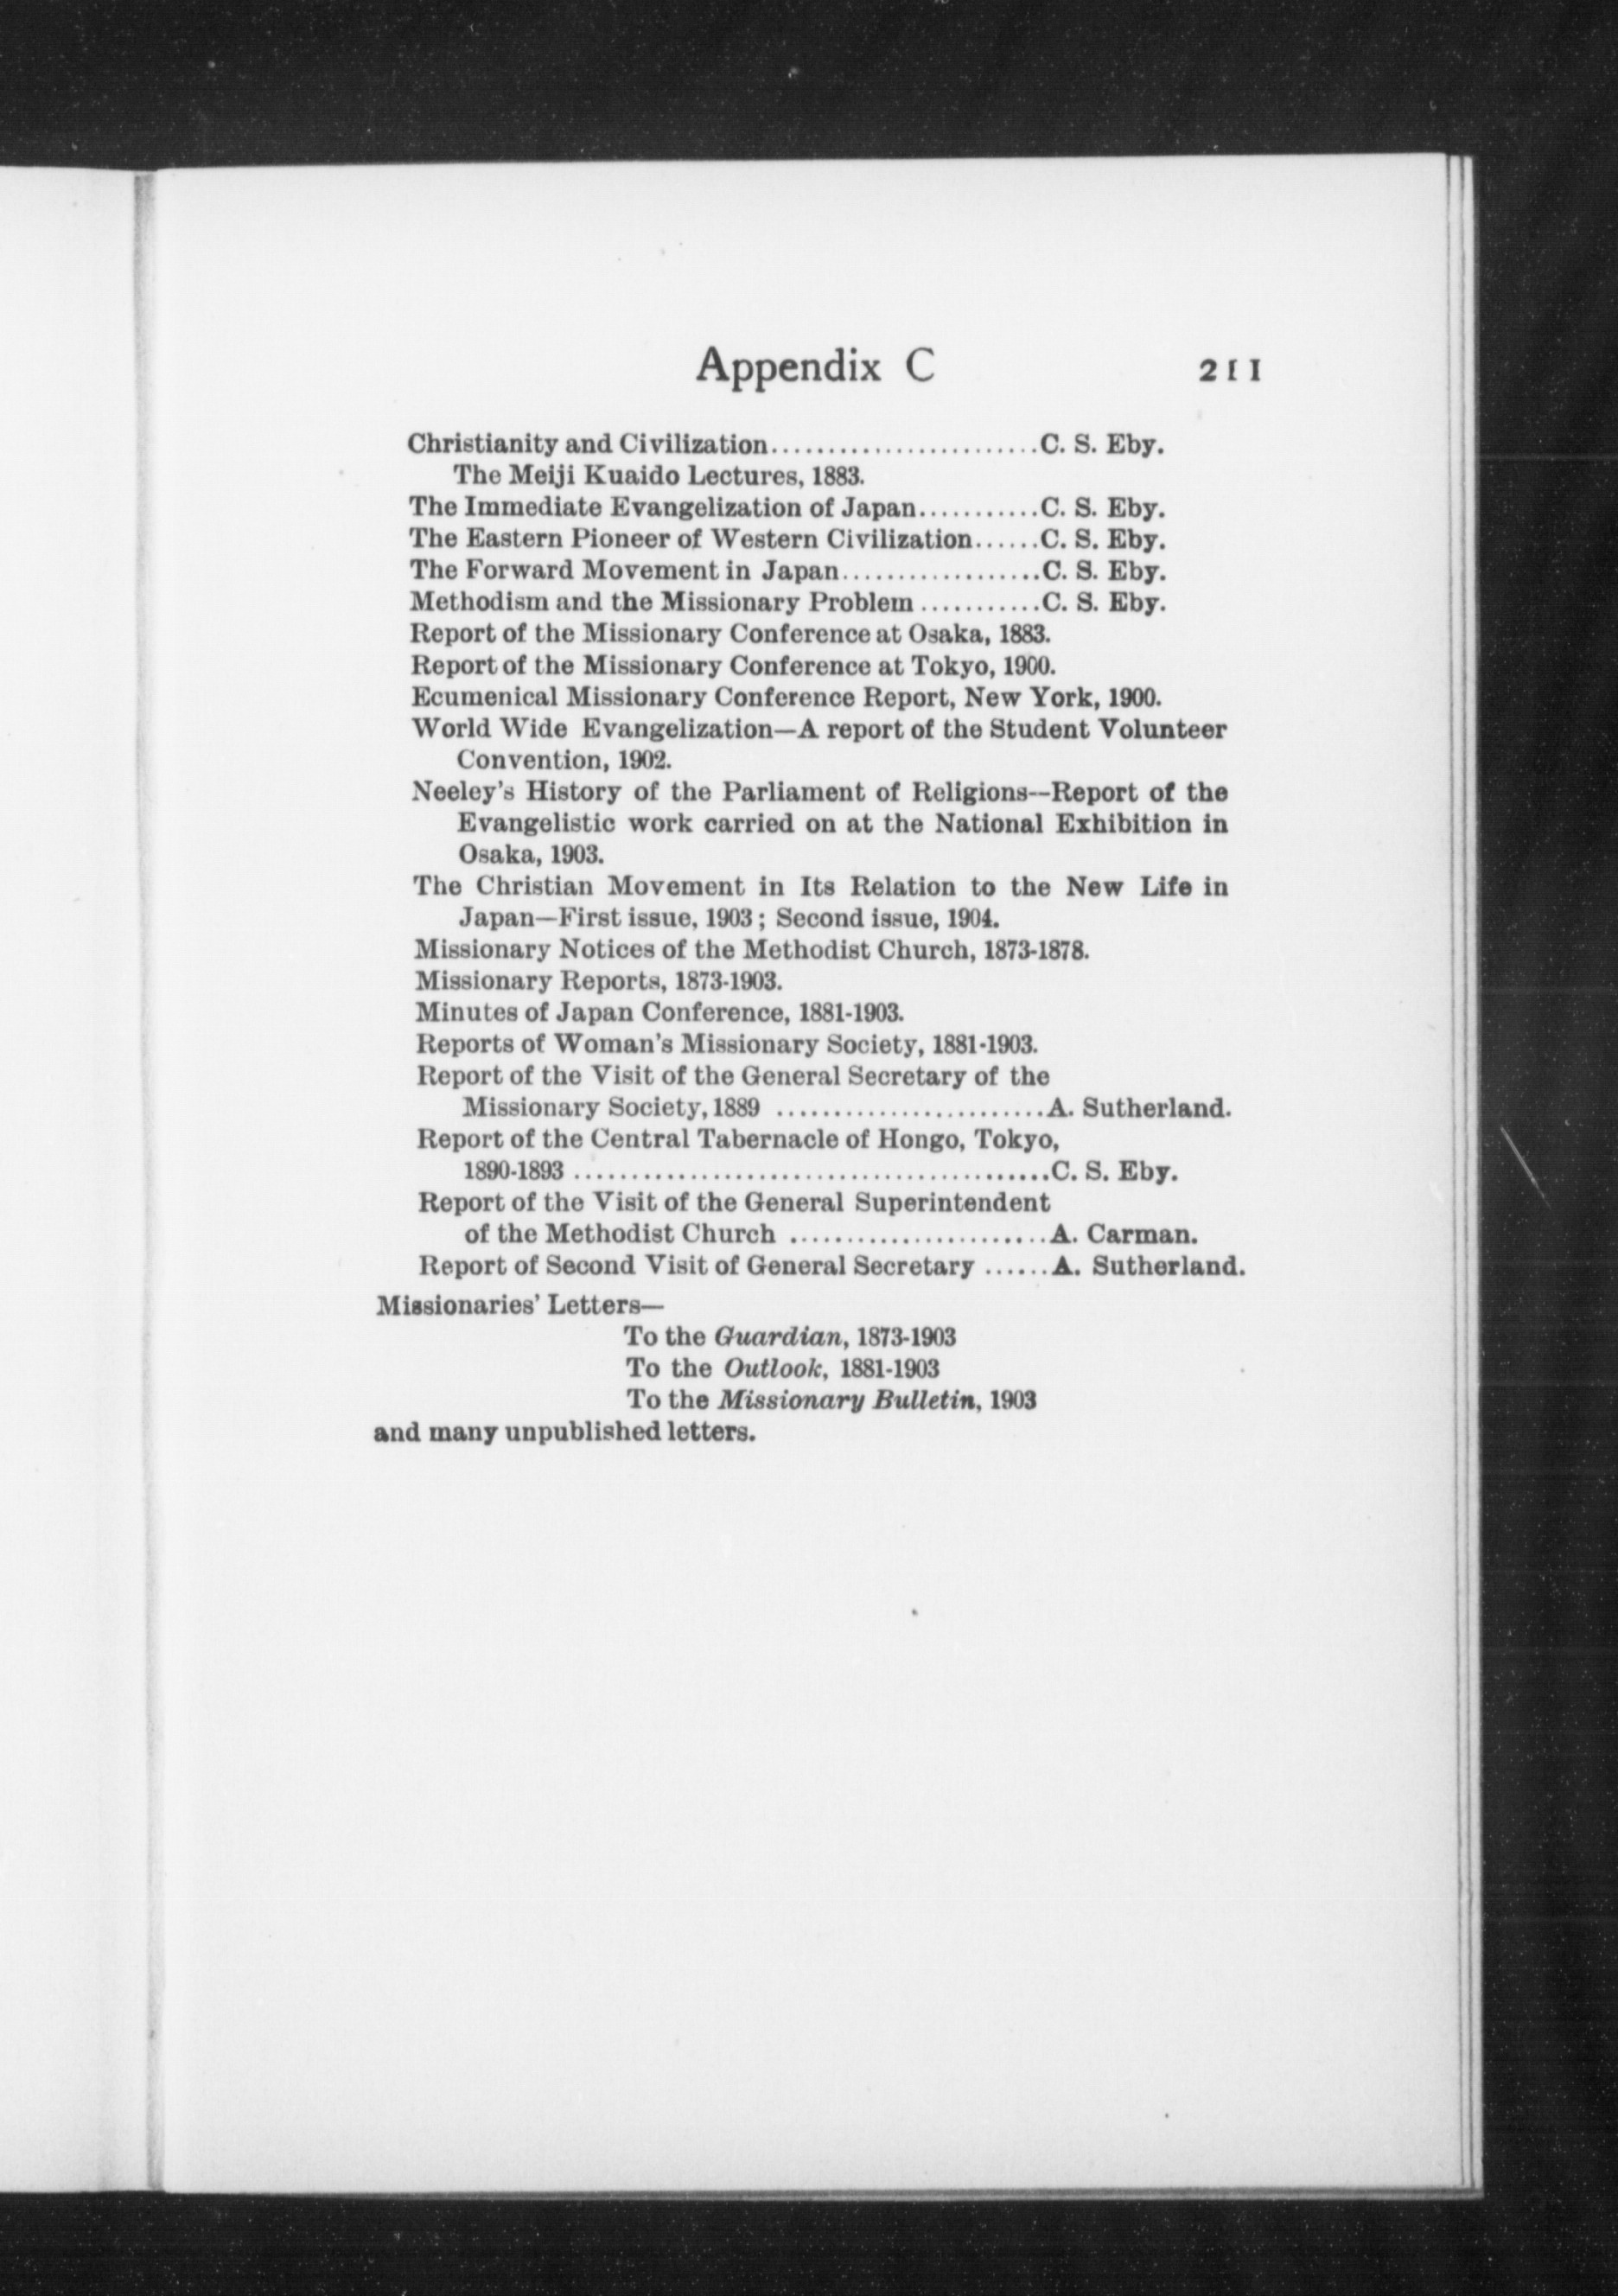 Appendix C 211
Christianity and Civilization........................C. S. Eby.
The Meiji Kuaido Lectures, 1883.
The Immediate Evangelization of Japan...........C. S. Eby.
The Eastern Pioneer of Western Civilization......C. S. Eby.
The Forward Movement in Japan..................C. S. Eby.
Methodism and the Missionary Problem ...........C. S. Eby.
Report of the Missionary Conference at Osaka, 1883.
Report of the Missionary Conference at Tokyo, 1900.
Ecumenical Missionary Conference Report, New York, 1900.
World Wide Evangelization—A report of the Student Volunteer
Convention, 1902.
Neeley's History of the Parliament of Religions—Report of the
Evangelistic work carried on at the National Exhibition in
Osaka, 1903.
The Christian Movement in Its Relation to the New Life in
Japan—First issue, 1903; Second issue, 1904.
Missionary Notices of the Methodist Church, 1873-1878.
Missionary Reports, 1873-1903.
Minutes of Japan Conference, 1881-1903.
Reports of Woman's Missionary Society, 1881-1903.
Report of the Visit of the General Secretary of the
Missionary Society, 1889 ........................A. Sutherland.
Report of the Central Tabernacle of Hongo, Tokyo,
1890-1893 ..........................................C. S. Eby.
Report of the Visit of the General Superintendent
of the Methodist Church .......................A. Carman.
Report of Second Visit of General Secretary ......A. Sutherland.
Missionaries' Letters—
To the Guardian, 1873-1903
To the Outlook, 1881-1903
To the Missionary Bulletin, 1903
and many unpublished letters.